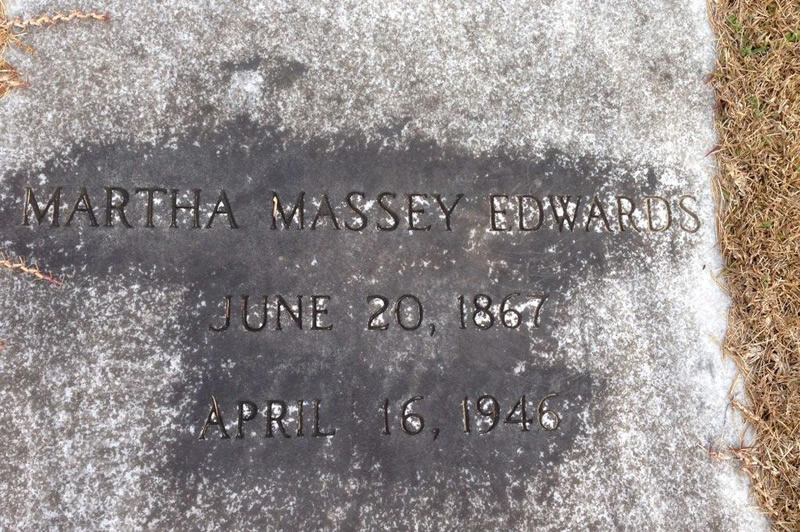 MARTHA MASSEY EDWARDS
JUNE 20, 1867
APRIL 16, 1946